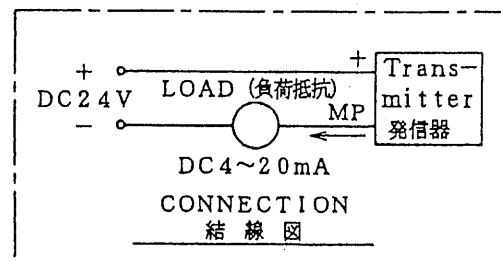 +
+ Trans-
DC24V
LOAD (負荷抵抗)
mitter
MP
発信器
−
DC4～20mA
CONNECTION
結線図